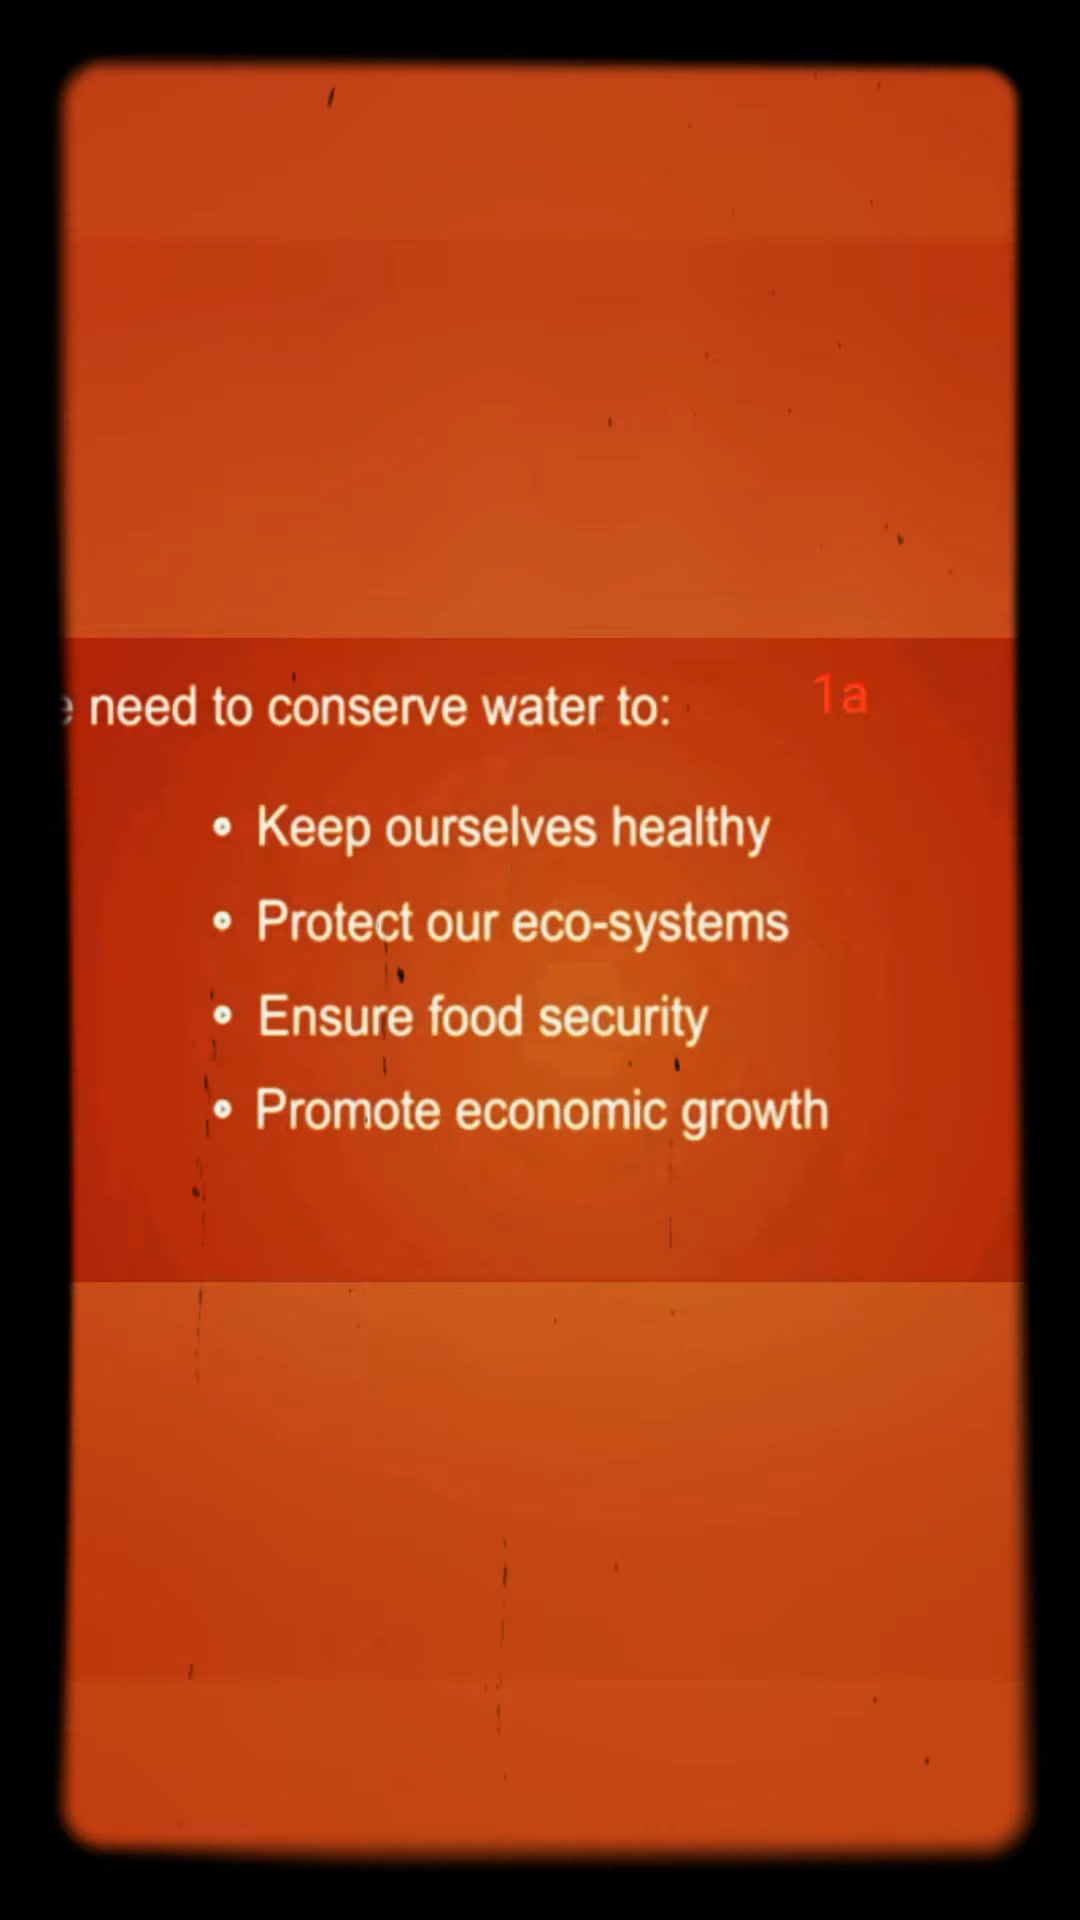 e need to conserve water to:
1a
• Keep ourselves healthy
• Protect our eco-systems
• Ensure food security
• Promote economic growth